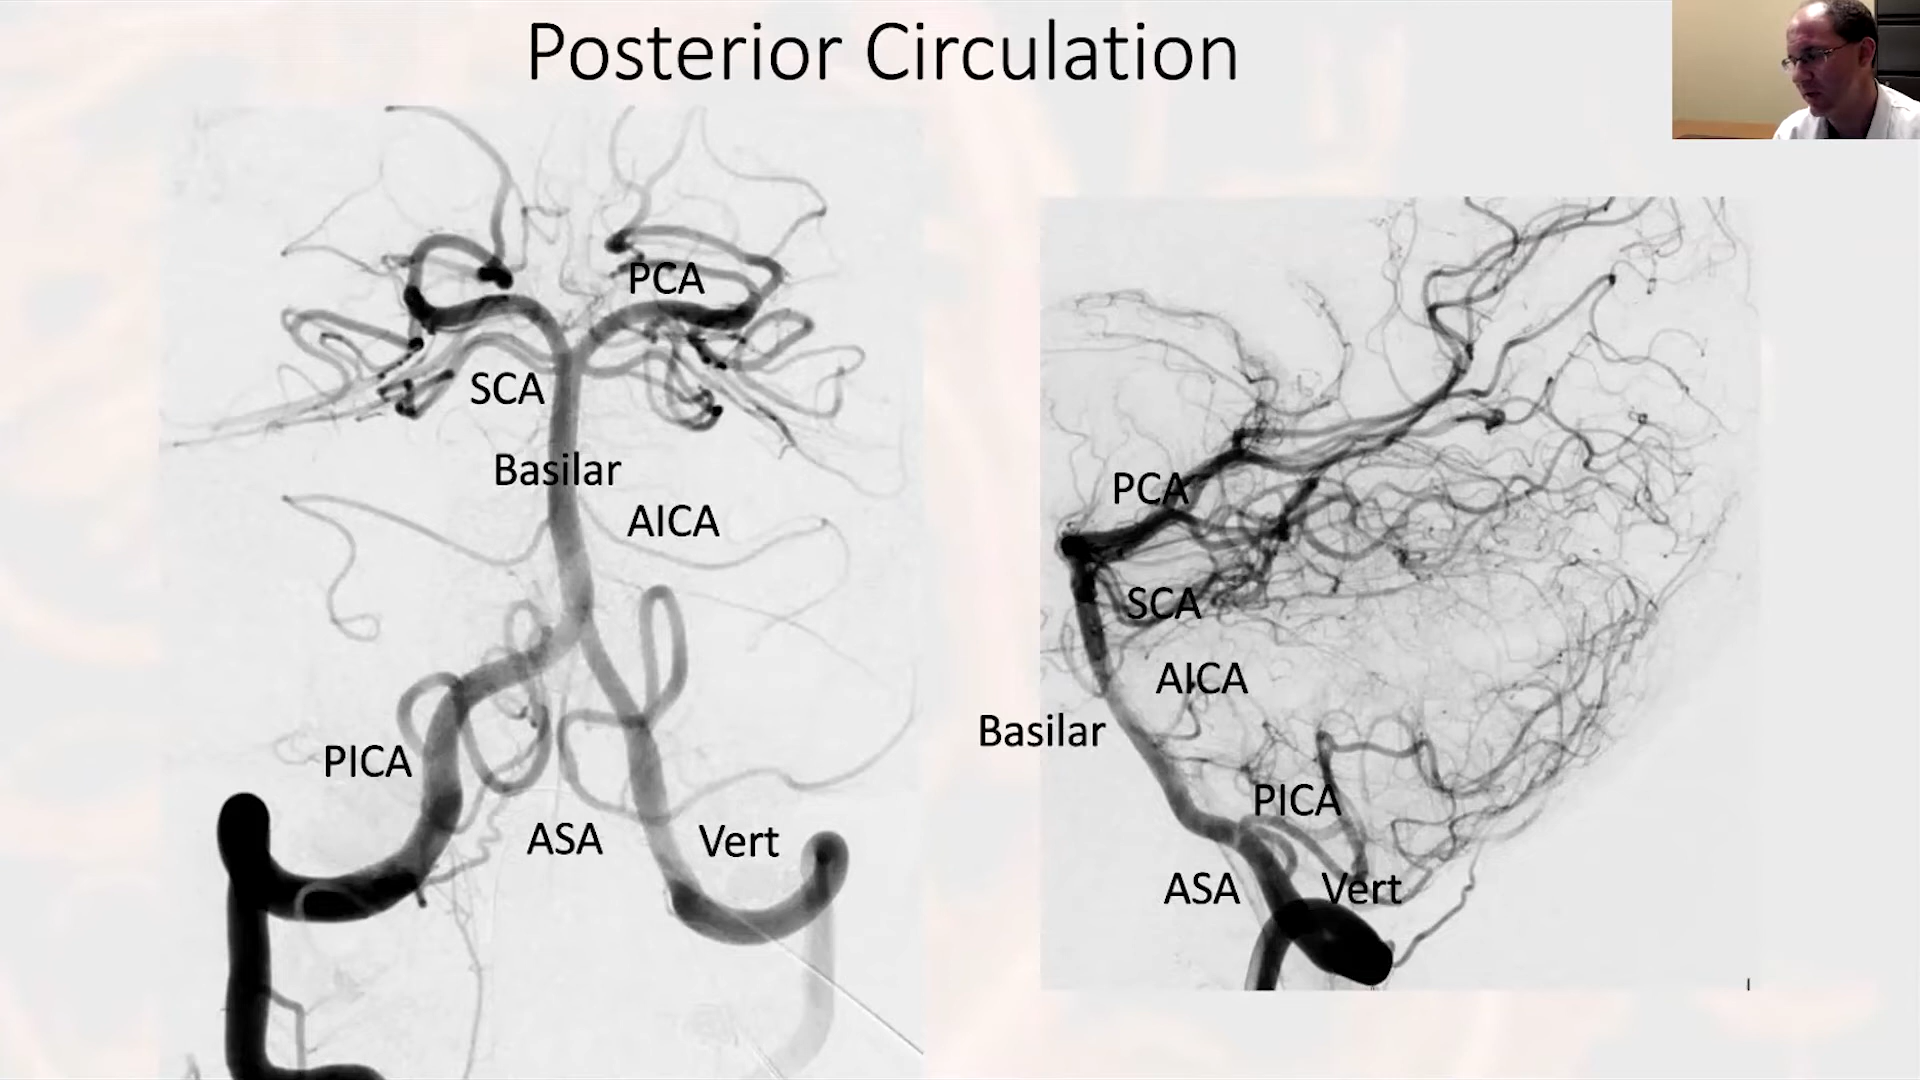 Posterior Circulation
PCA
SCA
Basilar
AICA
PICA
ASA
Vert
PCA
SCA
AICA
Basilar
PICA
ASA
Vert